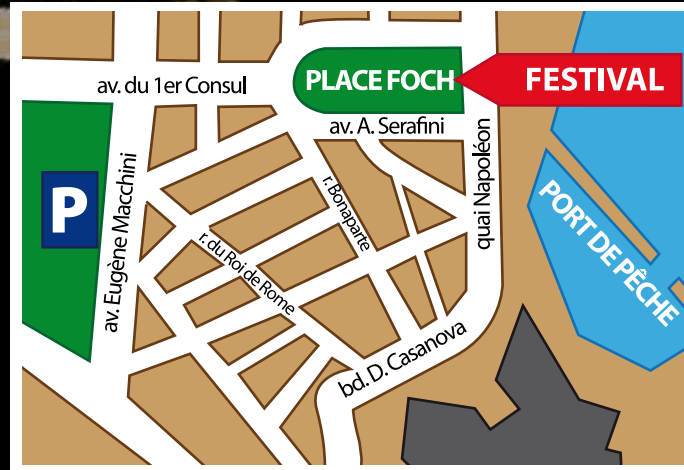 av. du 1er Consul
PLACE FOCH
FESTIVAL
av. A. Serafini
P
av. Eugène Macchini
r. Bonaparte
quai Napoléon
r. du Roi de Rome
PORT DE PÊCHE
bd. D. Casanova